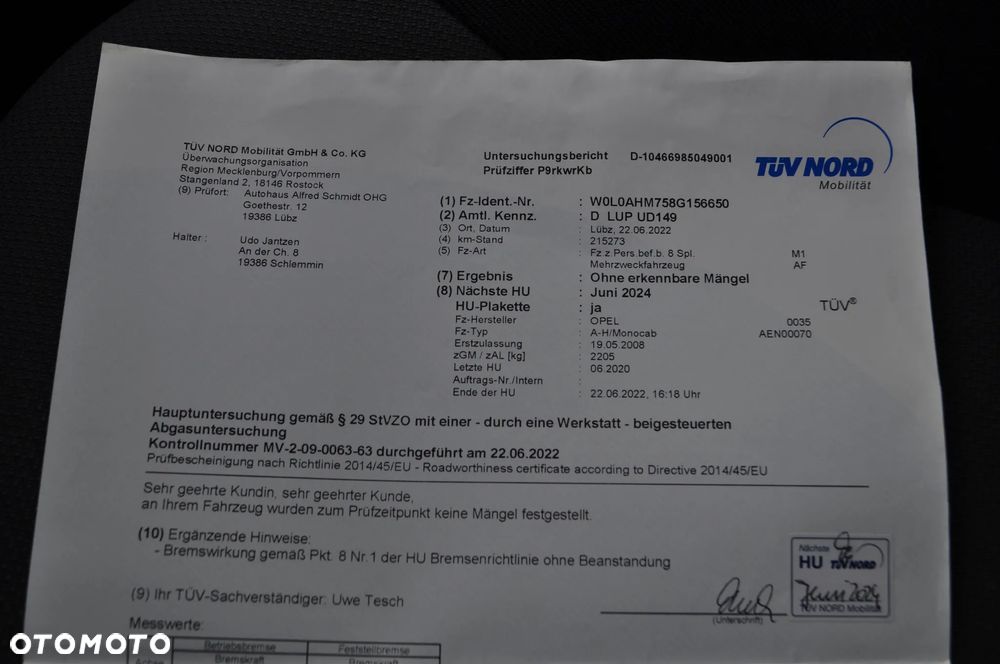 TÜV NORD Mobilität GmbH & Co. KG
Überwachungsorganisation
Region Mecklenburg/Vorpommern
Stangenland 2, 18146 Rostock
(9) Prüfort: Autohaus Alfred Schmidt OHG
Goethestr. 12
19386 Lübz
Halter : Udo Jantzen
An der Ch. 8
19386 Schlemmin
Untersuchungsbericht D-10466985049001
Prüfziffer P9rkwrKb
TÜV NORD
Mobilität
(1) Fz-Ident.-Nr. : W0L0AHM758G156650
(2) Amtl. Kennz. : D LUP UD149
(3) Ort, Datum : Lübz, 22.06.2022
(4) km-Stand : 215273
(5) Fz-Art : Fz.z.Pers.bef.b. 8 Spl. M1
Mehrzweckfahrzeug AF
(7) Ergebnis : Ohne erkennbare Mängel
(8) Nächste HU : Juni 2024
HU-Plakette : ja
TÜV®
Fz-Hersteller : OPEL 0035
Fz-Typ : A-H/Monocab AEN00070
Erstzulassung : 19.05.2008
zGM / zAL [kg] : 2205
Letzte HU : 06.2020
Auftrags-Nr./Intern :
Ende der HU : 22.06.2022, 16:18 Uhr
Hauptuntersuchung gemäß § 29 StVZO mit einer - durch eine Werkstatt - beigesteuerten
Abgasuntersuchung
Kontrollnummer MV-2-09-0063-63 durchgeführt am 22.06.2022
Prüfbescheinigung nach Richtlinie 2014/45/EU - Roadworthiness certificate according to Directive 2014/45/EU
Sehr geehrte Kundin, sehr geehrter Kunde,
an Ihrem Fahrzeug wurden zum Prüfzeitpunkt keine Mängel festgestellt.
(10) Ergänzende Hinweise:
- Bremswirkung gemäß Pkt. 8 Nr.1 der HU Bremsenrichtlinie ohne Beanstandung
(9) Ihr TÜV-Sachverständiger: Uwe Tesch
(Unterschrift)
Nächste
HU TÜV NORD
Juni 2024
TÜV NORD Mobilität
Messwerte:
Betriebsbremse Feststellbremse
Achse Bremskraft Bremskraft
OTOMOTO